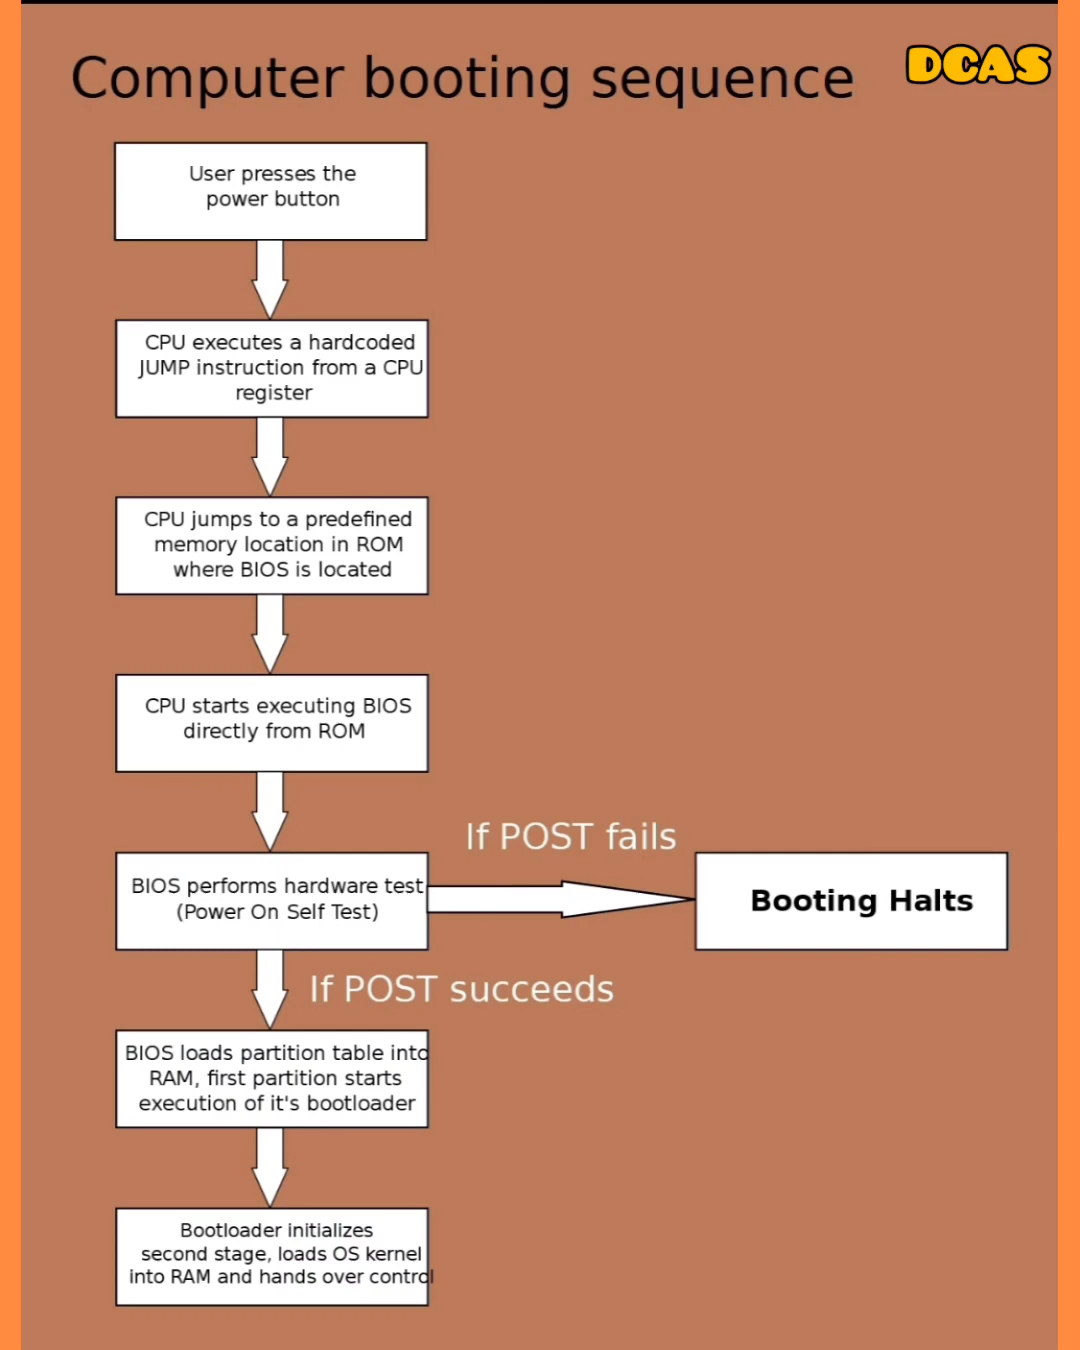 Computer booting sequence
DCAS
User presses the
power button
CPU executes a hardcoded
JUMP instruction from a CPU
register
CPU jumps to a predefined
memory location in ROM
where BIOS is located
CPU starts executing BIOS
directly from ROM
If POST fails
BIOS performs hardware test
(Power On Self Test)
Booting Halts
If POST succeeds
BIOS loads partition table into
RAM, first partition starts
execution of it's bootloader
Bootloader initializes
second stage, loads OS kernel
into RAM and hands over control